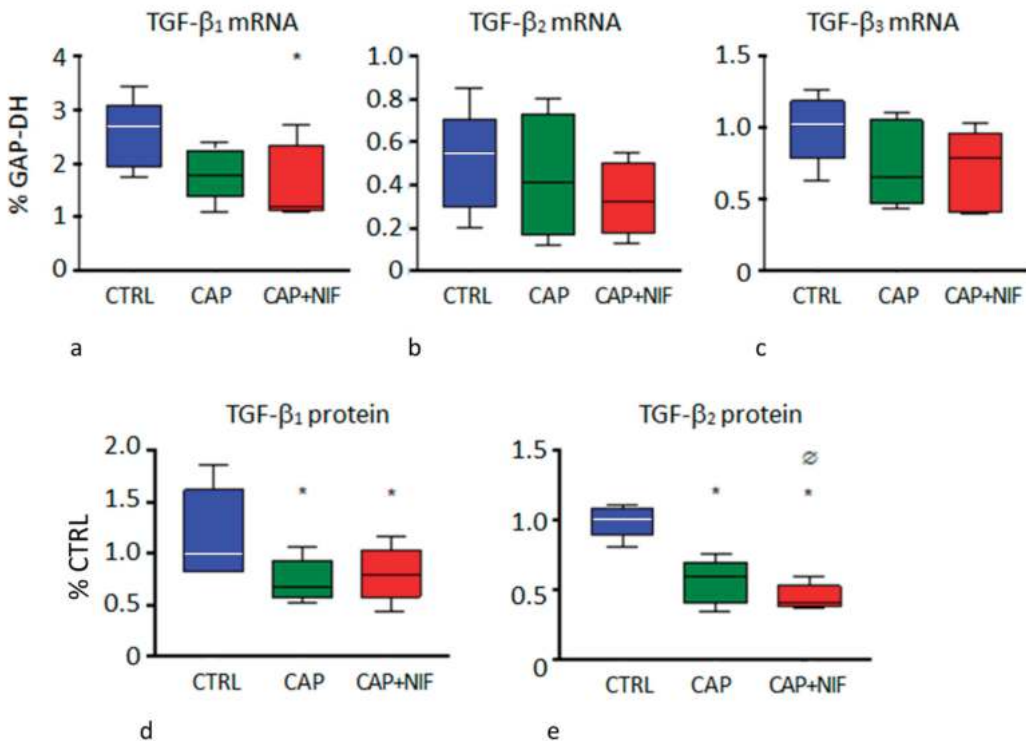 TGF-β₁ mRNA
TGF-β₂ mRNA
TGF-β₃ mRNA
% GAP-DH
4
3
2
1
0
*
CTRL CAP CAP+NIF
1.0
0.8
0.6
0.4
0.2
0
CTRL CAP CAP+NIF
1.5
1.0
0.5
0
CTRL CAP CAP+NIF
a
b
c
TGF-β₁ protein
TGF-β₂ protein
% CTRL
2.0
1.5
1.0
0.5
0
* *
CTRL CAP CAP+NIF
1.5
1.0
0.5
0
⌀
* *
CTRL CAP CAP+NIF
d
e